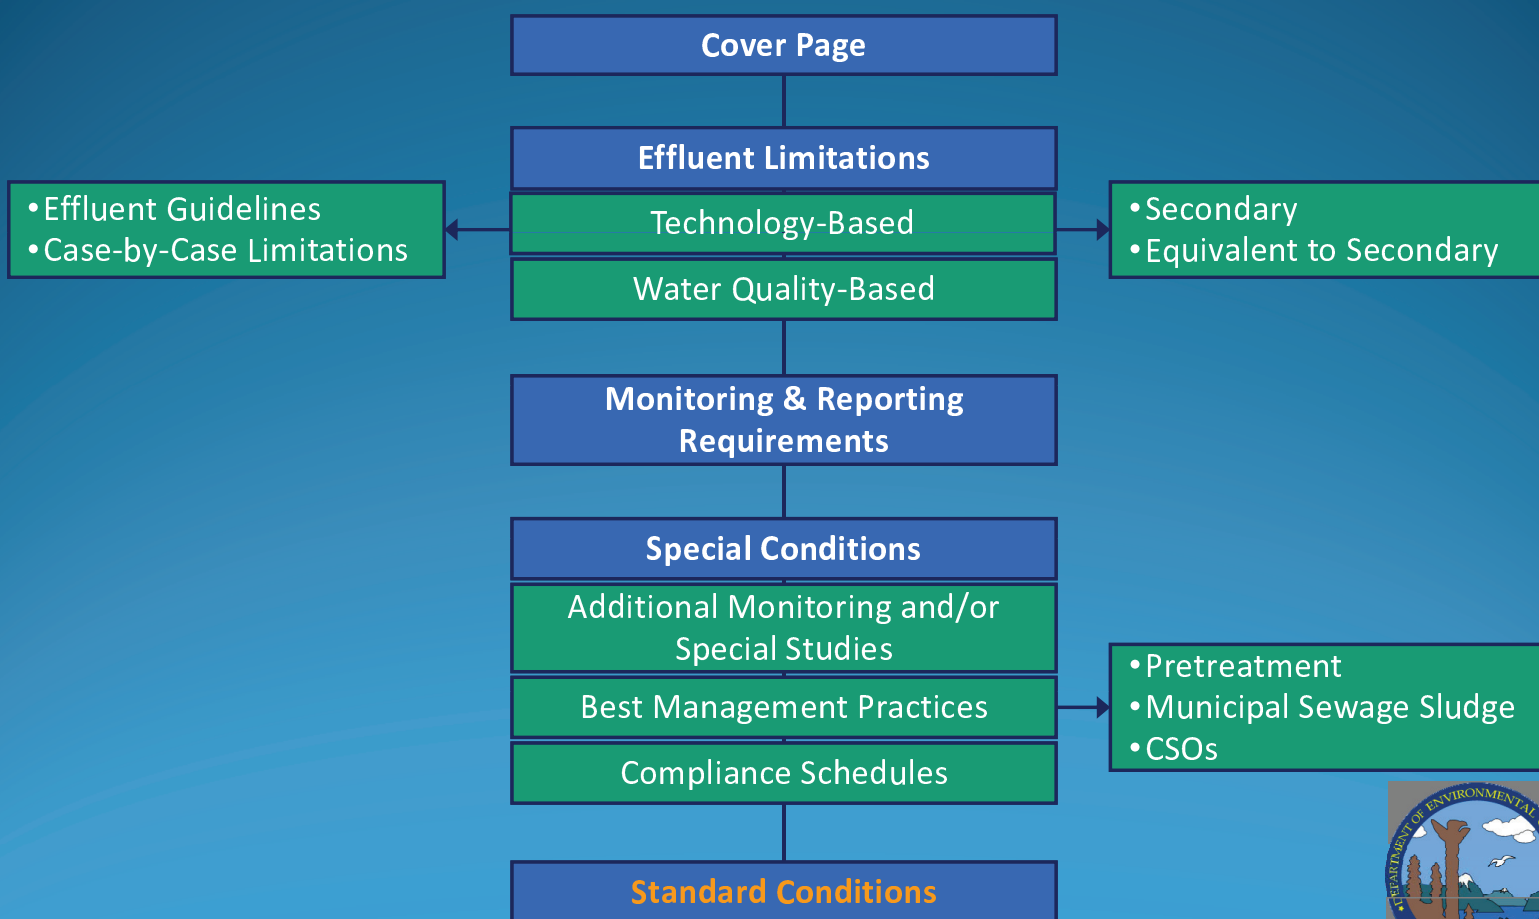 Cover Page
Effluent Limitations
•Effluent Guidelines
•Case-by-Case Limitations
Technology-Based
•Secondary
•Equivalent to Secondary
Water Quality-Based
Monitoring & Reporting
Requirements
Special Conditions
Additional Monitoring and/or
Special Studies
Best Management Practices
•Pretreatment
•Municipal Sewage Sludge
•CSOs
Compliance Schedules
Standard Conditions
DEPARTMENT OF ENVIRONMENTAL